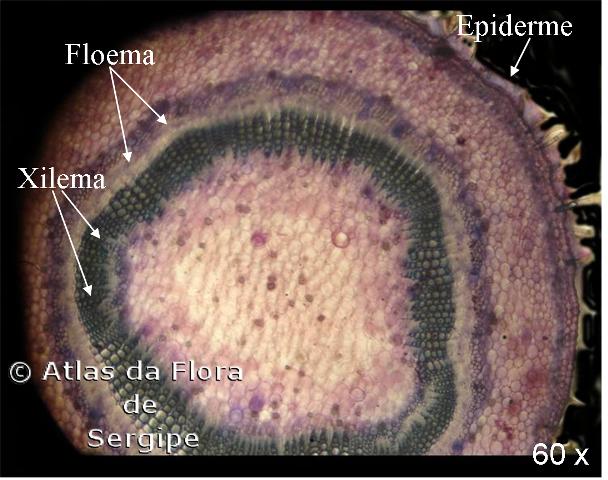 Epiderme
Floema
Xilema
© Atlas da Flora
de
Sergipe
60 x